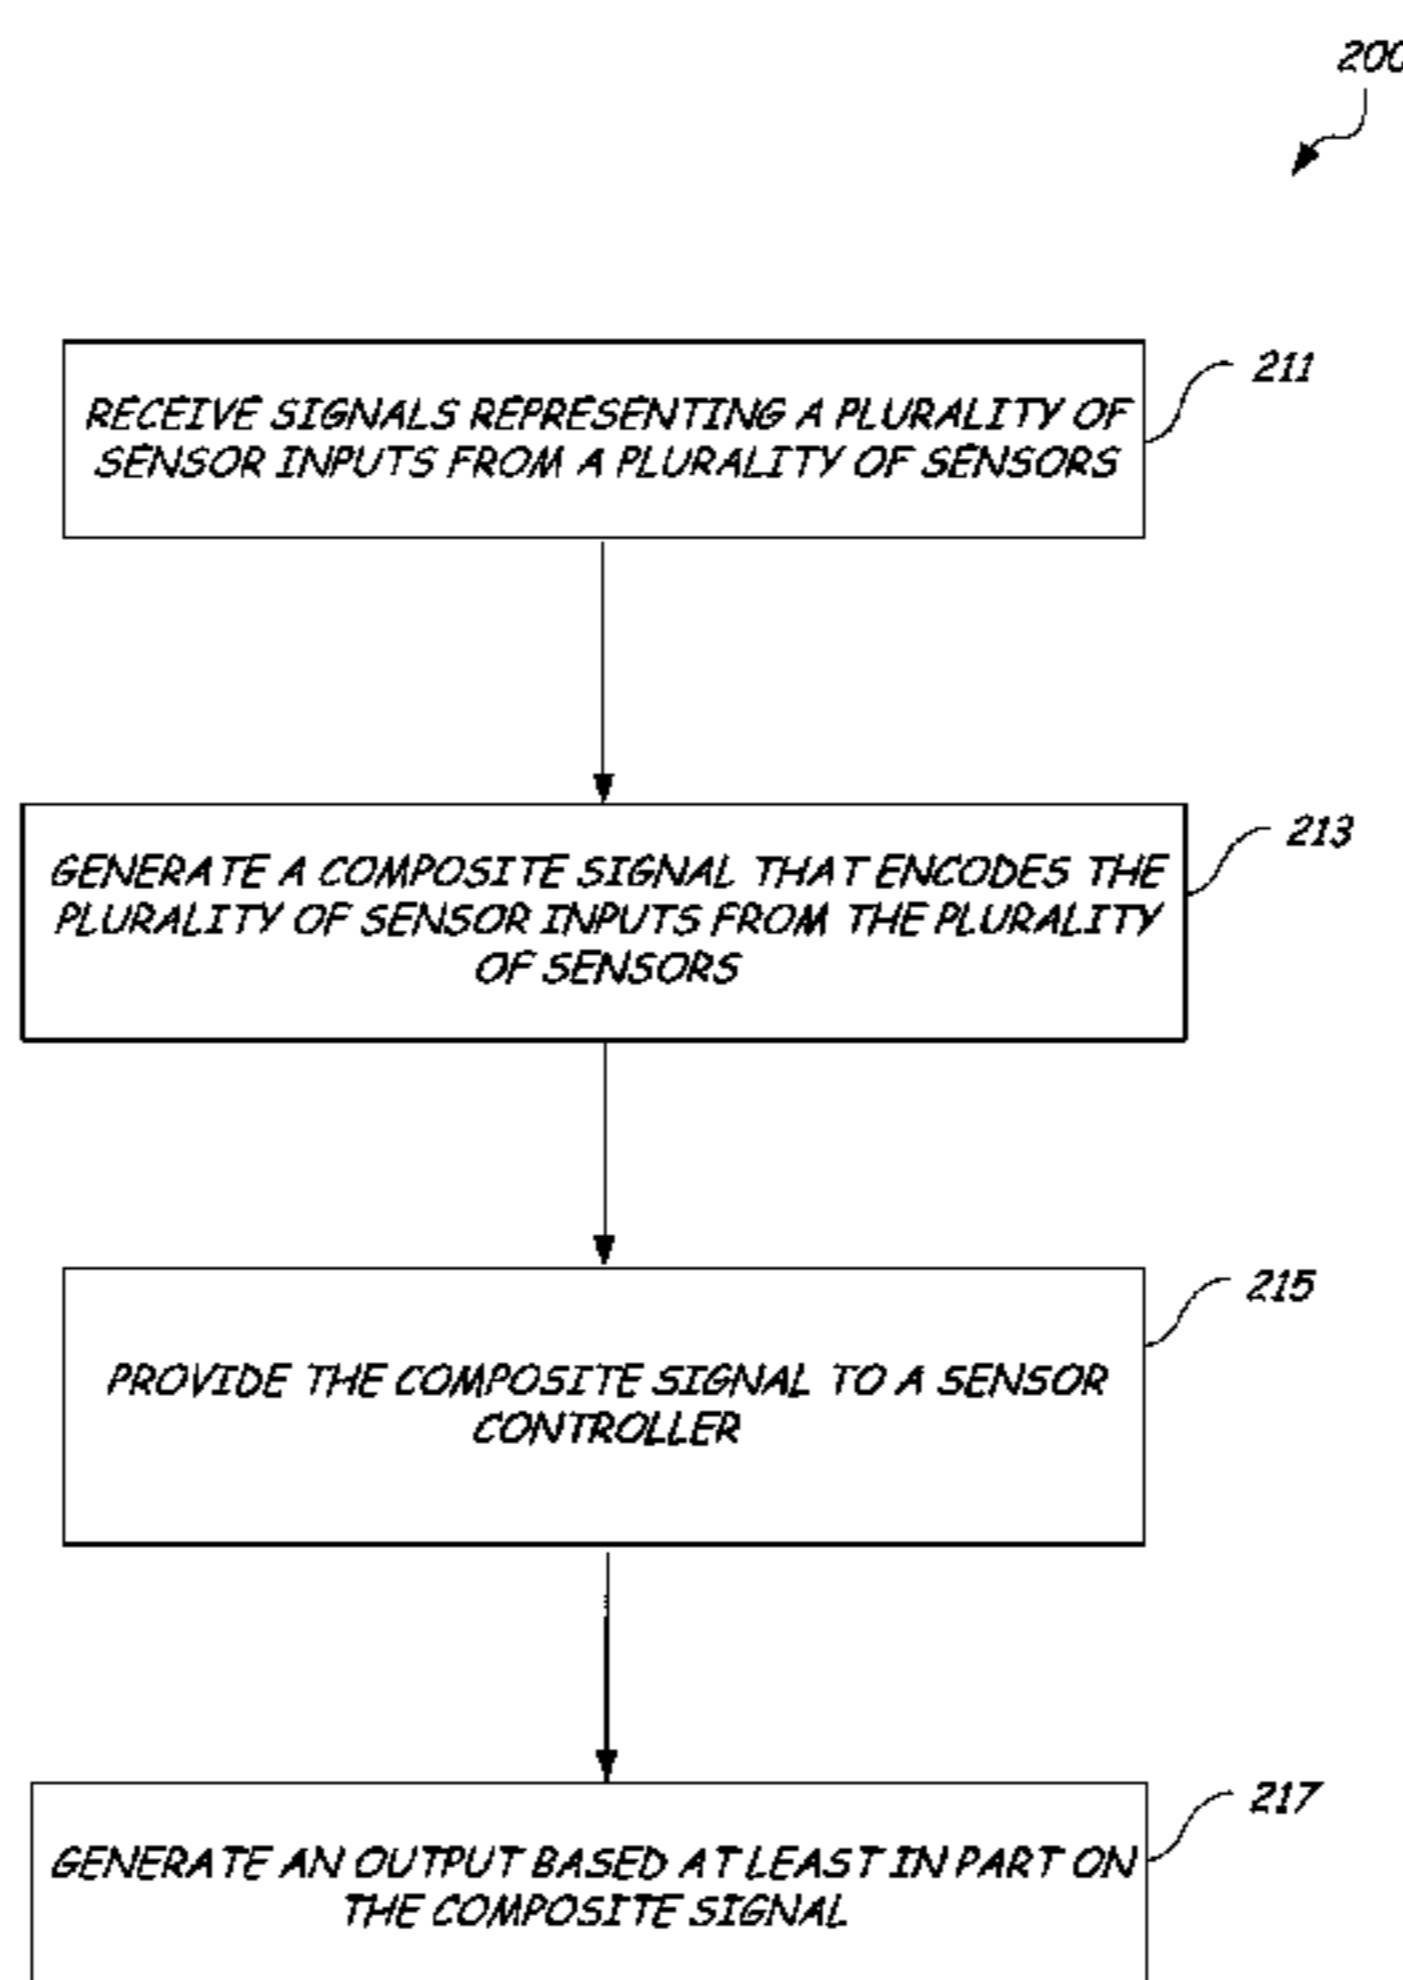 200
211
RECEIVE SIGNALS REPRESENTING A PLURALITY OF
SENSOR INPUTS FROM A PLURALITY OF SENSORS
213
GENERATE A COMPOSITE SIGNAL THAT ENCODES THE
PLURALITY OF SENSOR INPUTS FROM THE PLURALITY
OF SENSORS
215
PROVIDE THE COMPOSITE SIGNAL TO A SENSOR
CONTROLLER
217
GENERATE AN OUTPUT BASED AT LEAST IN PART ON
THE COMPOSITE SIGNAL